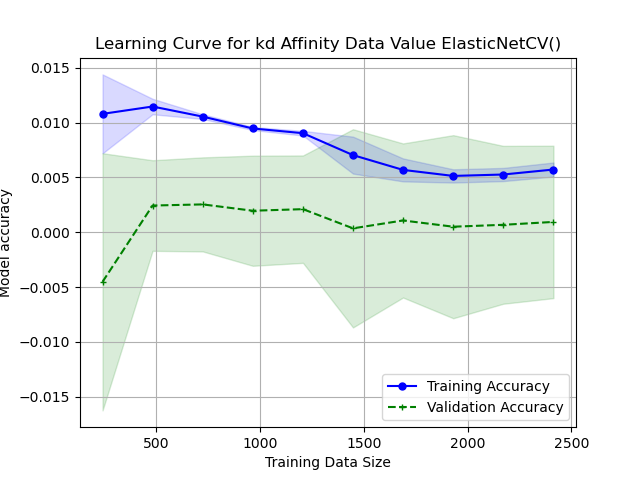 Learning Curve for kd Affinity Data Value ElasticNetCV()
Model accuracy
0.015
0.010
0.005
0.000
−0.005
−0.010
−0.015
500
1000
1500
2000
2500
Training Data Size
Training Accuracy
Validation Accuracy